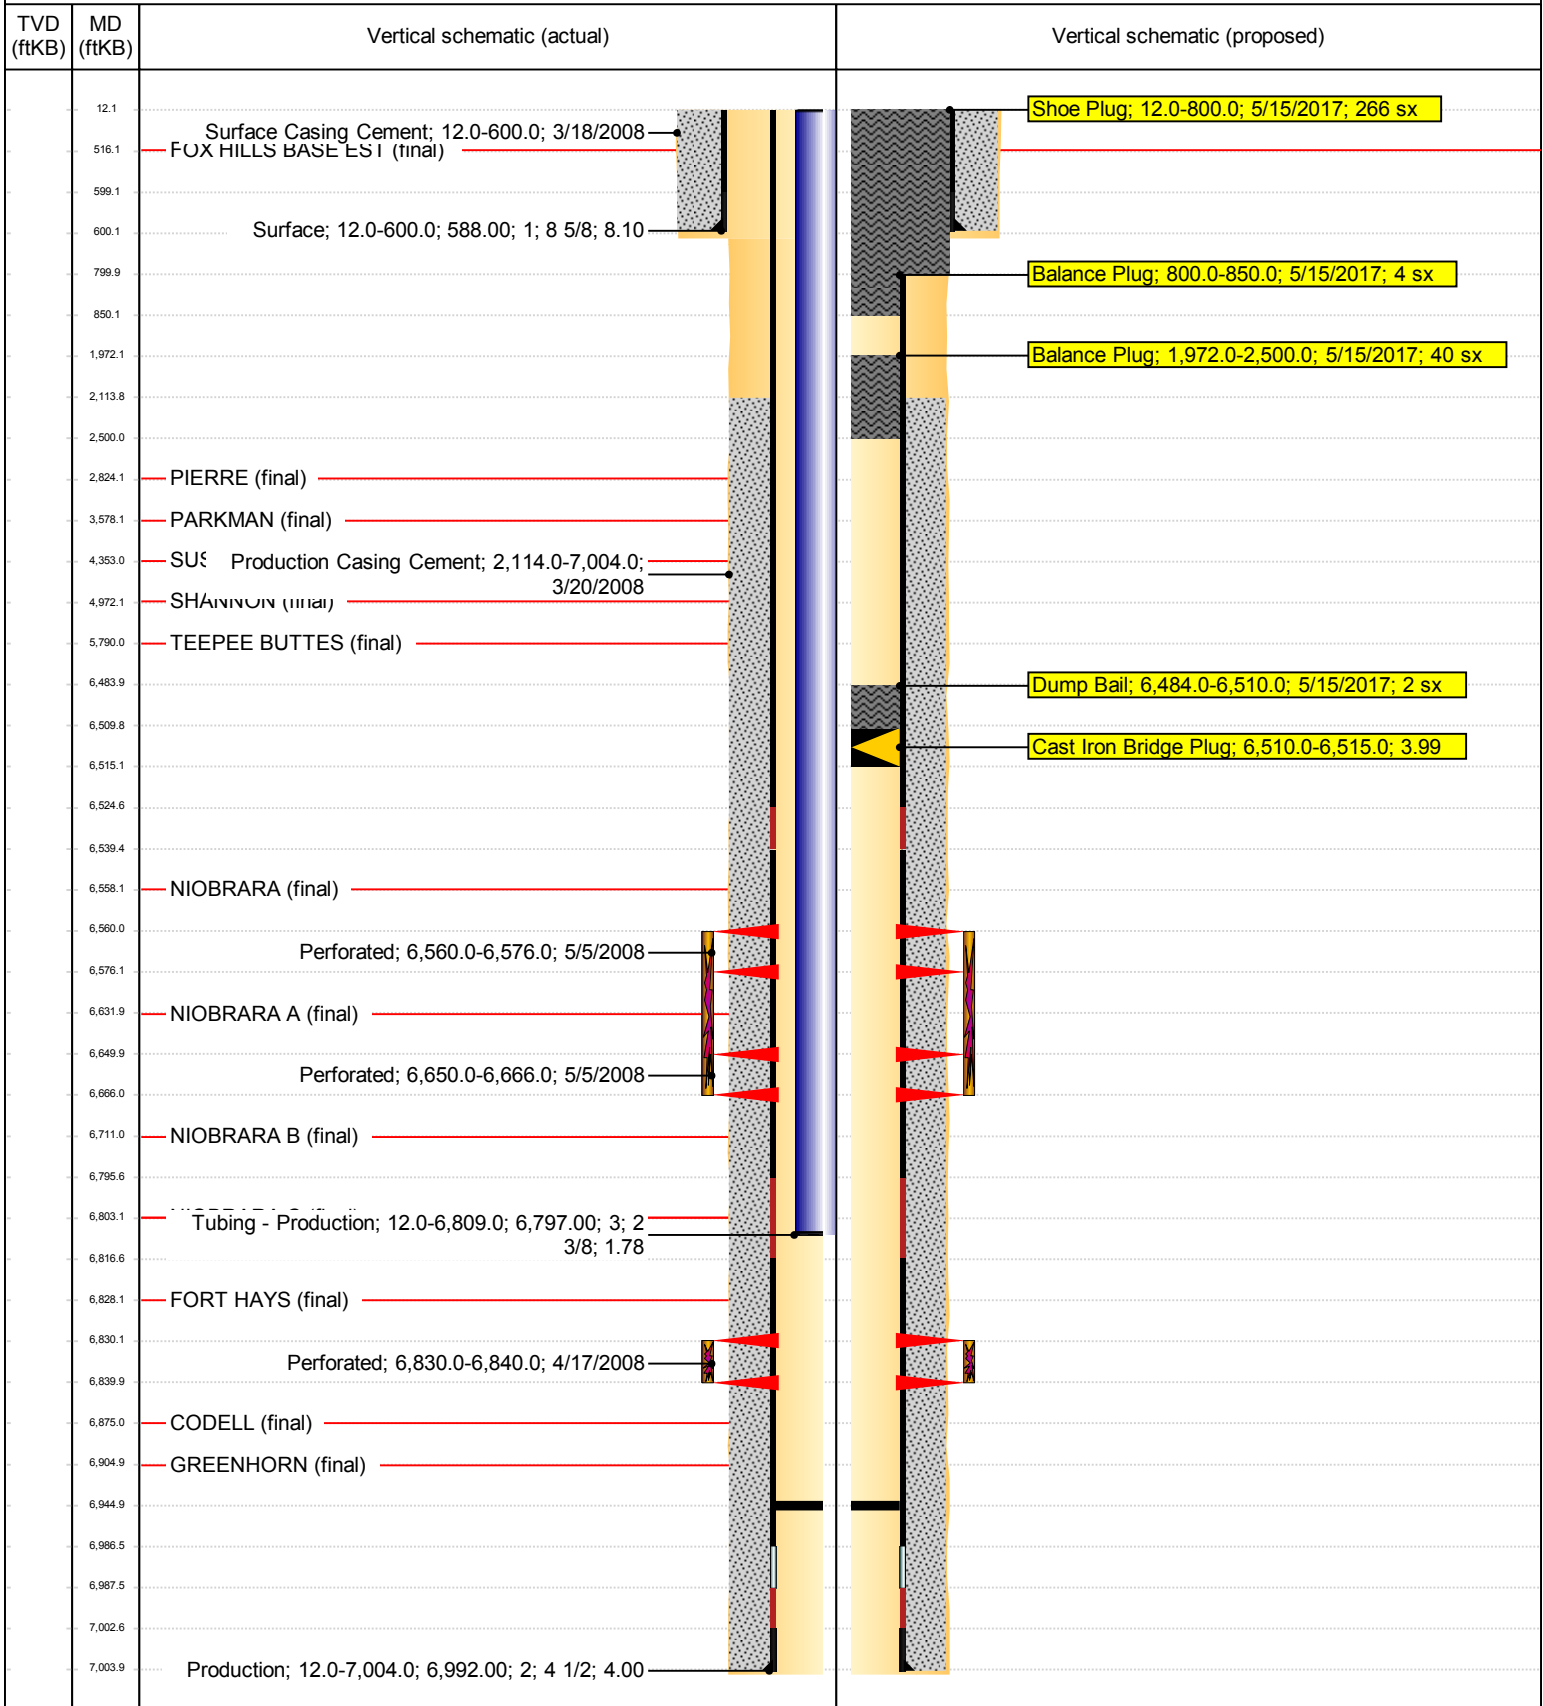 TVD (ftKB)
MD (ftKB)
Vertical schematic (actual)
Vertical schematic (proposed)
12.1
Shoe Plug; 12.0-800.0; 5/15/2017; 266 sx
Surface Casing Cement; 12.0-600.0; 3/18/2008
516.1
FOX HILLS BASE EST (final)
599.1
600.1
Surface; 12.0-600.0; 588.00; 1; 8 5/8; 8.10
799.9
Balance Plug; 800.0-850.0; 5/15/2017; 4 sx
850.1
1,972.1
Balance Plug; 1,972.0-2,500.0; 5/15/2017; 40 sx
2,113.8
2,500.0
2,824.1
PIERRE (final)
3,578.1
PARKMAN (final)
4,353.0
SUS
Production Casing Cement; 2,114.0-7,004.0;
3/20/2008
4,972.1
SHANNON (final)
5,790.0
TEEPEE BUTTES (final)
6,483.9
Dump Bail; 6,484.0-6,510.0; 5/15/2017; 2 sx
6,509.8
Cast Iron Bridge Plug; 6,510.0-6,515.0; 3.99
6,515.1
6,524.6
6,539.4
6,558.1
NIOBRARA (final)
6,560.0
Perforated; 6,560.0-6,576.0; 5/5/2008
6,576.1
6,631.9
NIOBRARA A (final)
6,649.9
Perforated; 6,650.0-6,666.0; 5/5/2008
6,666.0
6,711.0
NIOBRARA B (final)
6,795.6
6,803.1
Tubing - Production; 12.0-6,809.0; 6,797.00; 3; 2
3/8; 1.78
6,816.6
6,828.1
FORT HAYS (final)
6,830.1
Perforated; 6,830.0-6,840.0; 4/17/2008
6,839.9
6,875.0
CODELL (final)
6,904.9
GREENHORN (final)
6,944.9
6,986.5
6,987.5
7,002.6
7,003.9
Production; 12.0-7,004.0; 6,992.00; 2; 4 1/2; 4.00